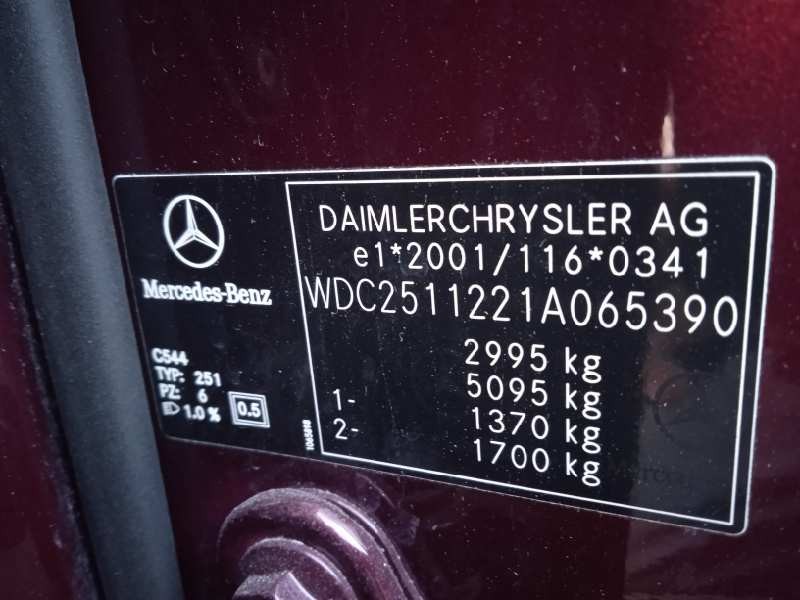 Mercedes-Benz
C544
TYP: 251
PZ: 6
1.0 %
0.5
DAIMLERCHRYSLER AG
e1*2001/116*0341
WDC2511221A065390
2995 kg
5095 kg
1- 1370 kg
2- 1700 kg